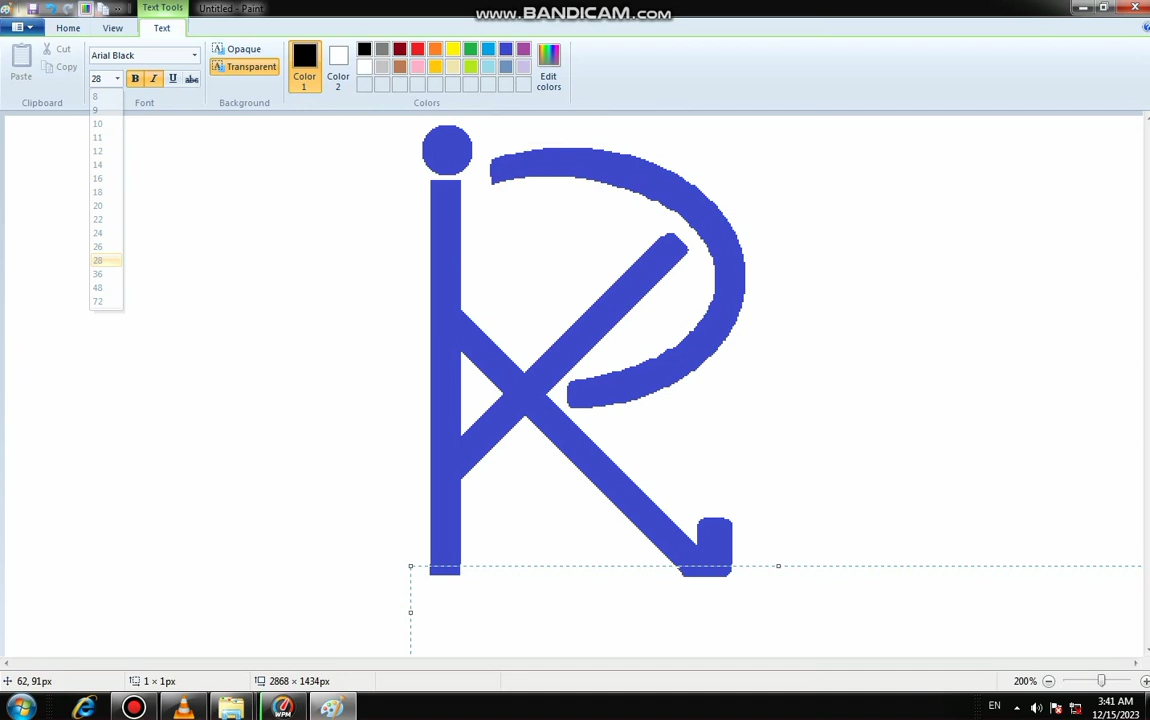 Text Tools
Untitled - Paint
www.BANDICAM.com
Home View Text
Paste
Cut
Copy
Clipboard
Arial Black
28 B I U abc
Font
Opaque
Transparent
Background
Color 1
Color 2
Edit colors
Colors
8
9
10
11
12
14
16
18
20
22
24
26
28
36
48
72
62, 91px
1 × 1px
2868 × 1434px
200%
WPM
EN
3:41 AM
12/15/2023